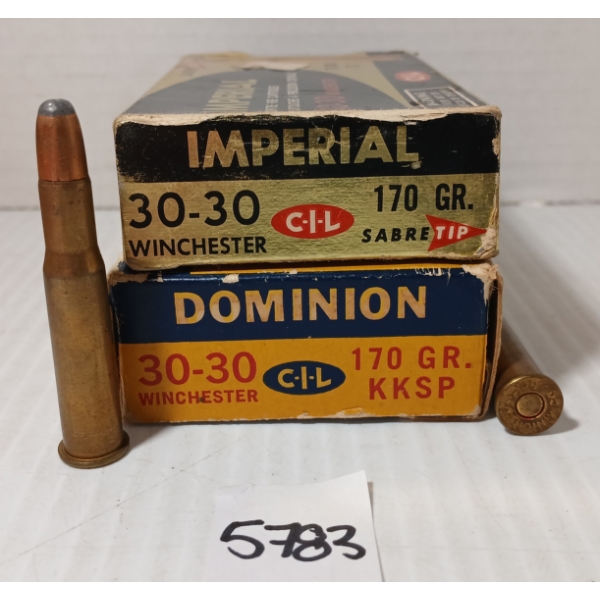 IMPERIAL
30-30
WINCHESTER
C-I-L
170 GR.
SABRE TIP
DOMINION
30-30
WINCHESTER
C-I-L
170 GR.
KKSP
5783